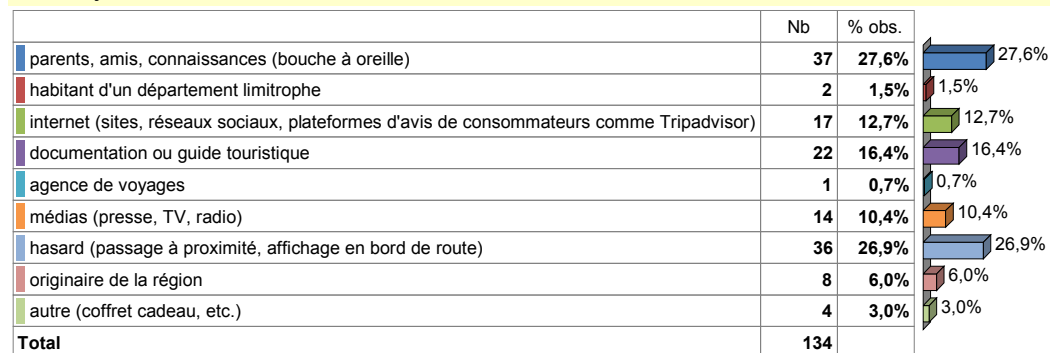 Nb % obs.
parents, amis, connaissances (bouche à oreille) 37 27,6% 27,6%
habitant d'un département limitrophe 2 1,5% 1,5%
internet (sites, réseaux sociaux, plateformes d'avis de consommateurs comme Tripadvisor) 17 12,7% 12,7%
documentation ou guide touristique 22 16,4% 16,4%
agence de voyages 1 0,7% 0,7%
médias (presse, TV, radio) 14 10,4% 10,4%
hasard (passage à proximité, affichage en bord de route) 36 26,9% 26,9%
originaire de la région 8 6,0% 6,0%
autre (coffret cadeau, etc.) 4 3,0% 3,0%
Total 134